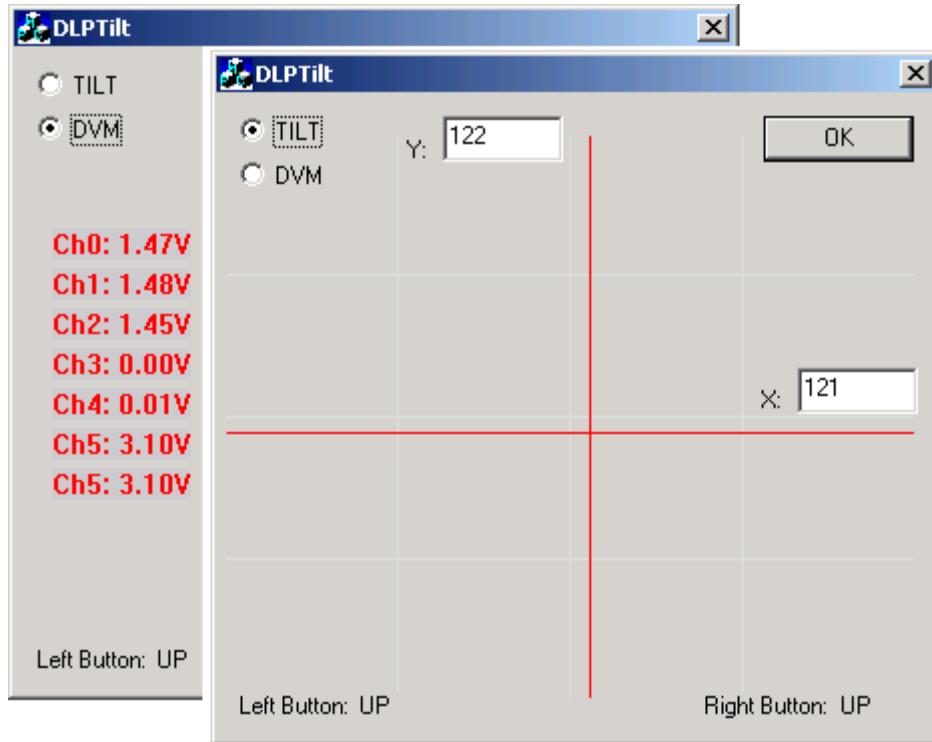 DLPTilt
TILT
DVM
Ch0: 1.47V
Ch1: 1.48V
Ch2: 1.45V
Ch3: 0.00V
Ch4: 0.01V
Ch5: 3.10V
Ch5: 3.10V
Left Button: UP
DLPTilt
TILT
Y: 122
OK
DVM
X: 121
Left Button: UP
Right Button: UP